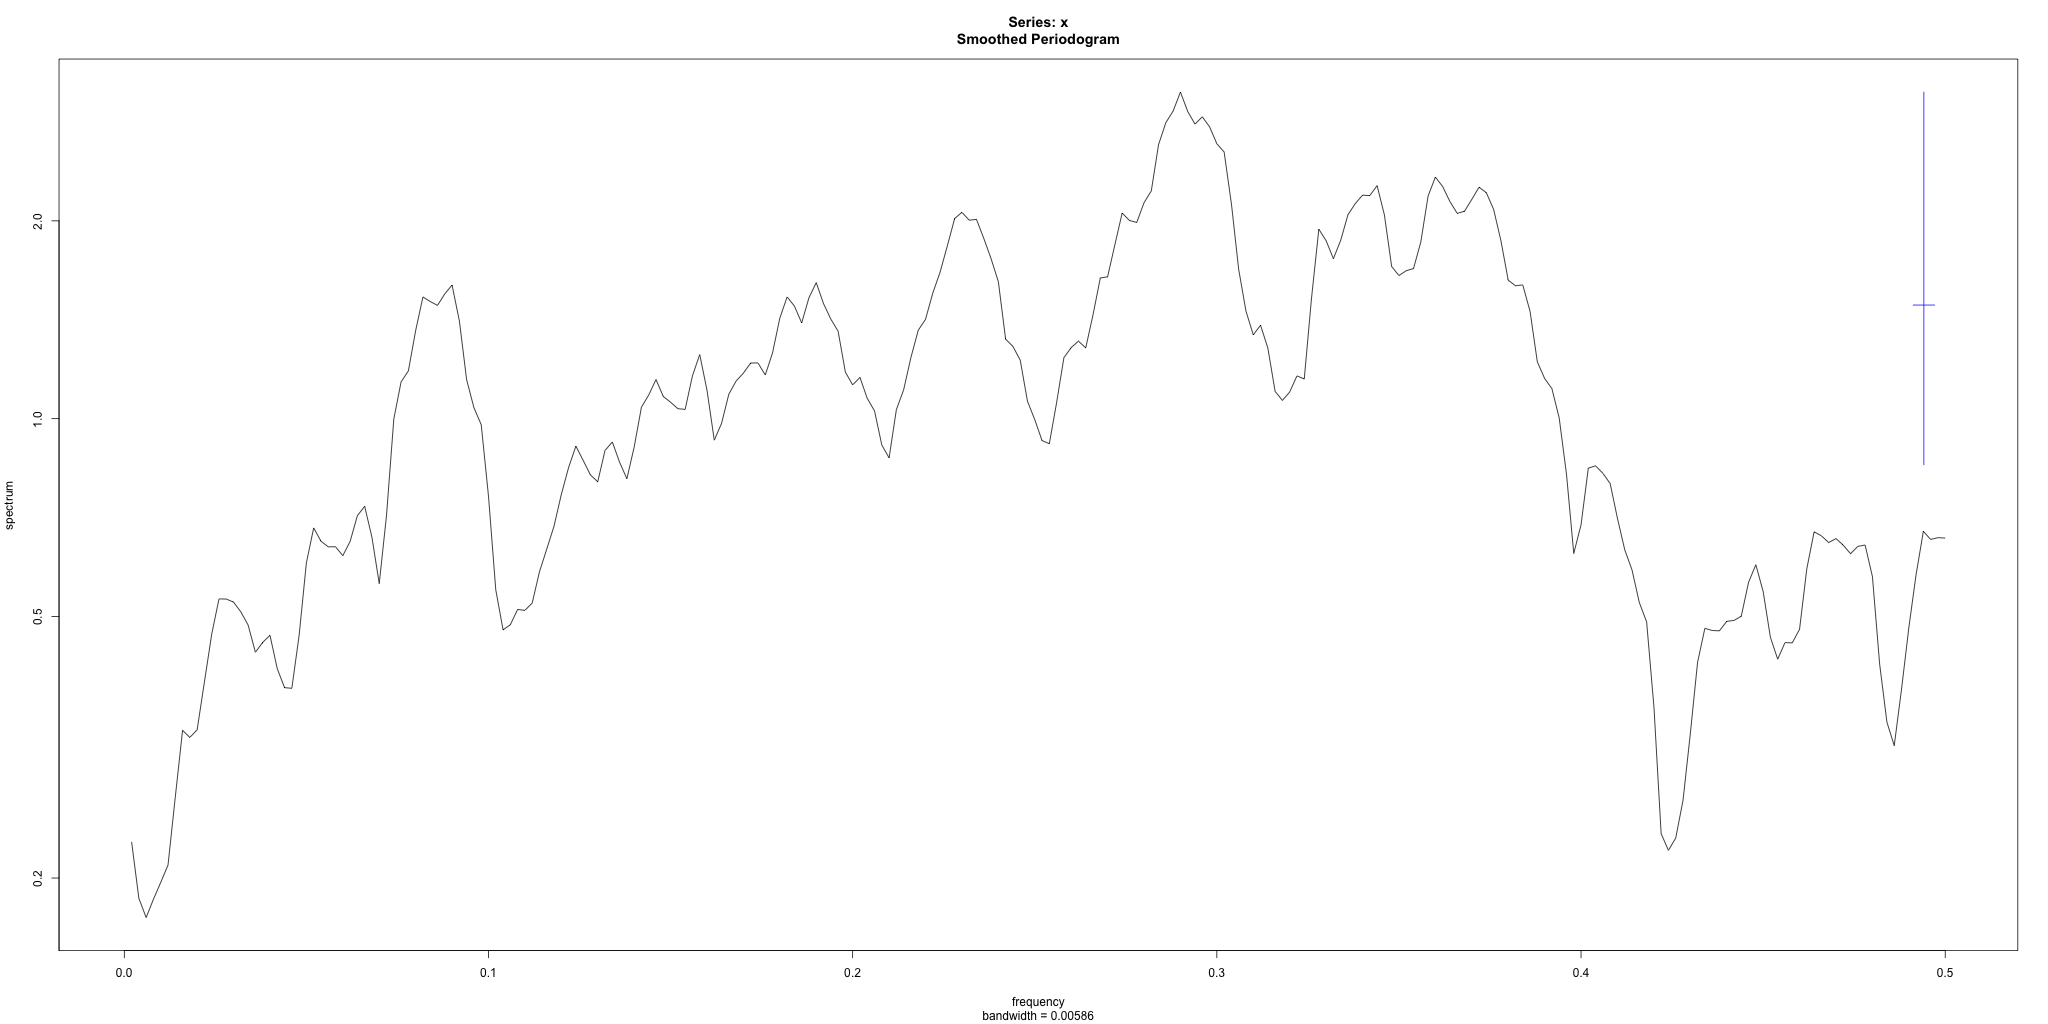 Series: x
Smoothed Periodogram
spectrum
2.0
1.0
0.5
0.2
0.0 0.1 0.2 0.3 0.4 0.5
frequency
bandwidth = 0.00586